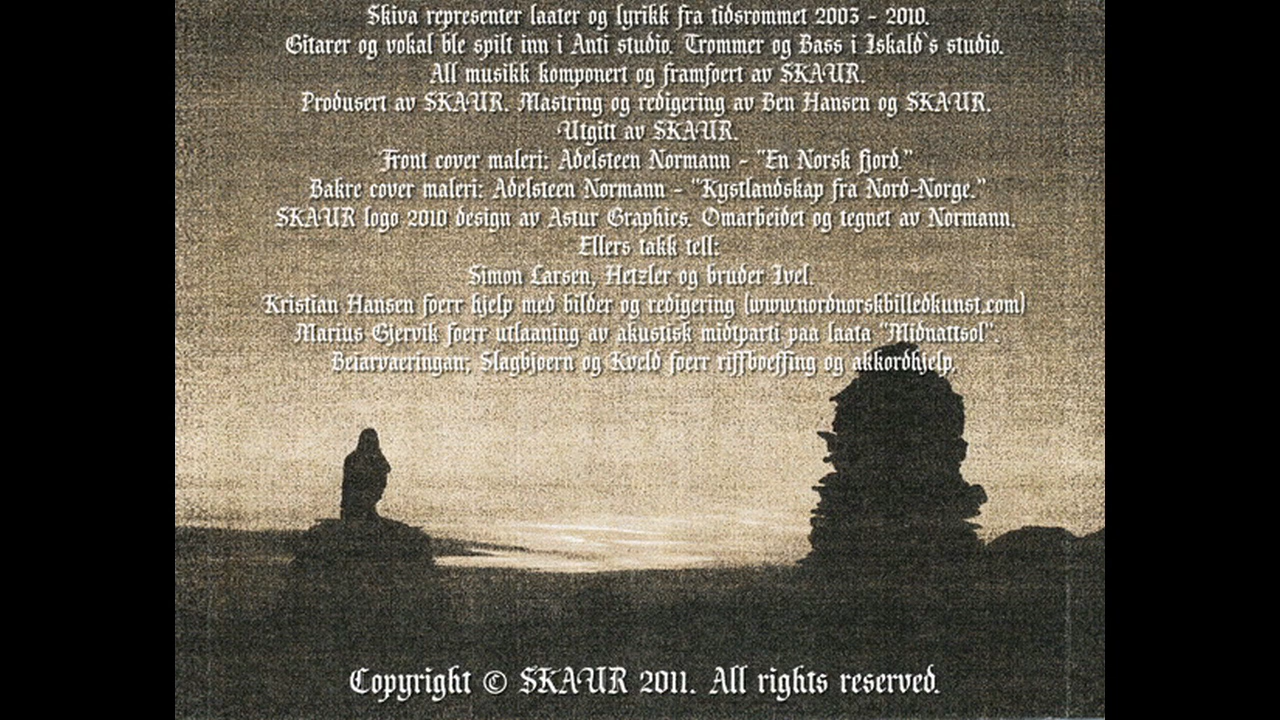 Skiva representer laater og lyrikk fra tidsrommet 2003 - 2010.
Gitarer og vokal ble spilt inn i Anti studio. Trommer og Bass i Iskald`s studio.
All musikk komponert og framfoert av SKAUR.
Produsert av SKAUR. Mastring og redigering av Ben Hansen og SKAUR.
Utgitt av SKAUR.
Front cover maleri: Adelsteen Normann - "En Norsk fjord."
Bakre cover maleri: Adelsteen Normann - "Kystlandskap fra Nord-Norge."
SKAUR logo 2010 design av Astur Graphics. Omarbeidet og tegnet av Normann.
Ellers takk tell:
Simon Larsen, Hetzler og bruder Ivel.
Kristian Hansen foerr hjelp med bilder og redigering (www.nordnorskbilledkunst.com)
Marius Gjervik foerr utlaaning av akustisk midtparti paa laata "Midnattsol".
Beiarvaeringan; Slagbjoern og Kveld foerr riffboeffing og akkordhjelp.
Copyright © SKAUR 2011. All rights reserved.